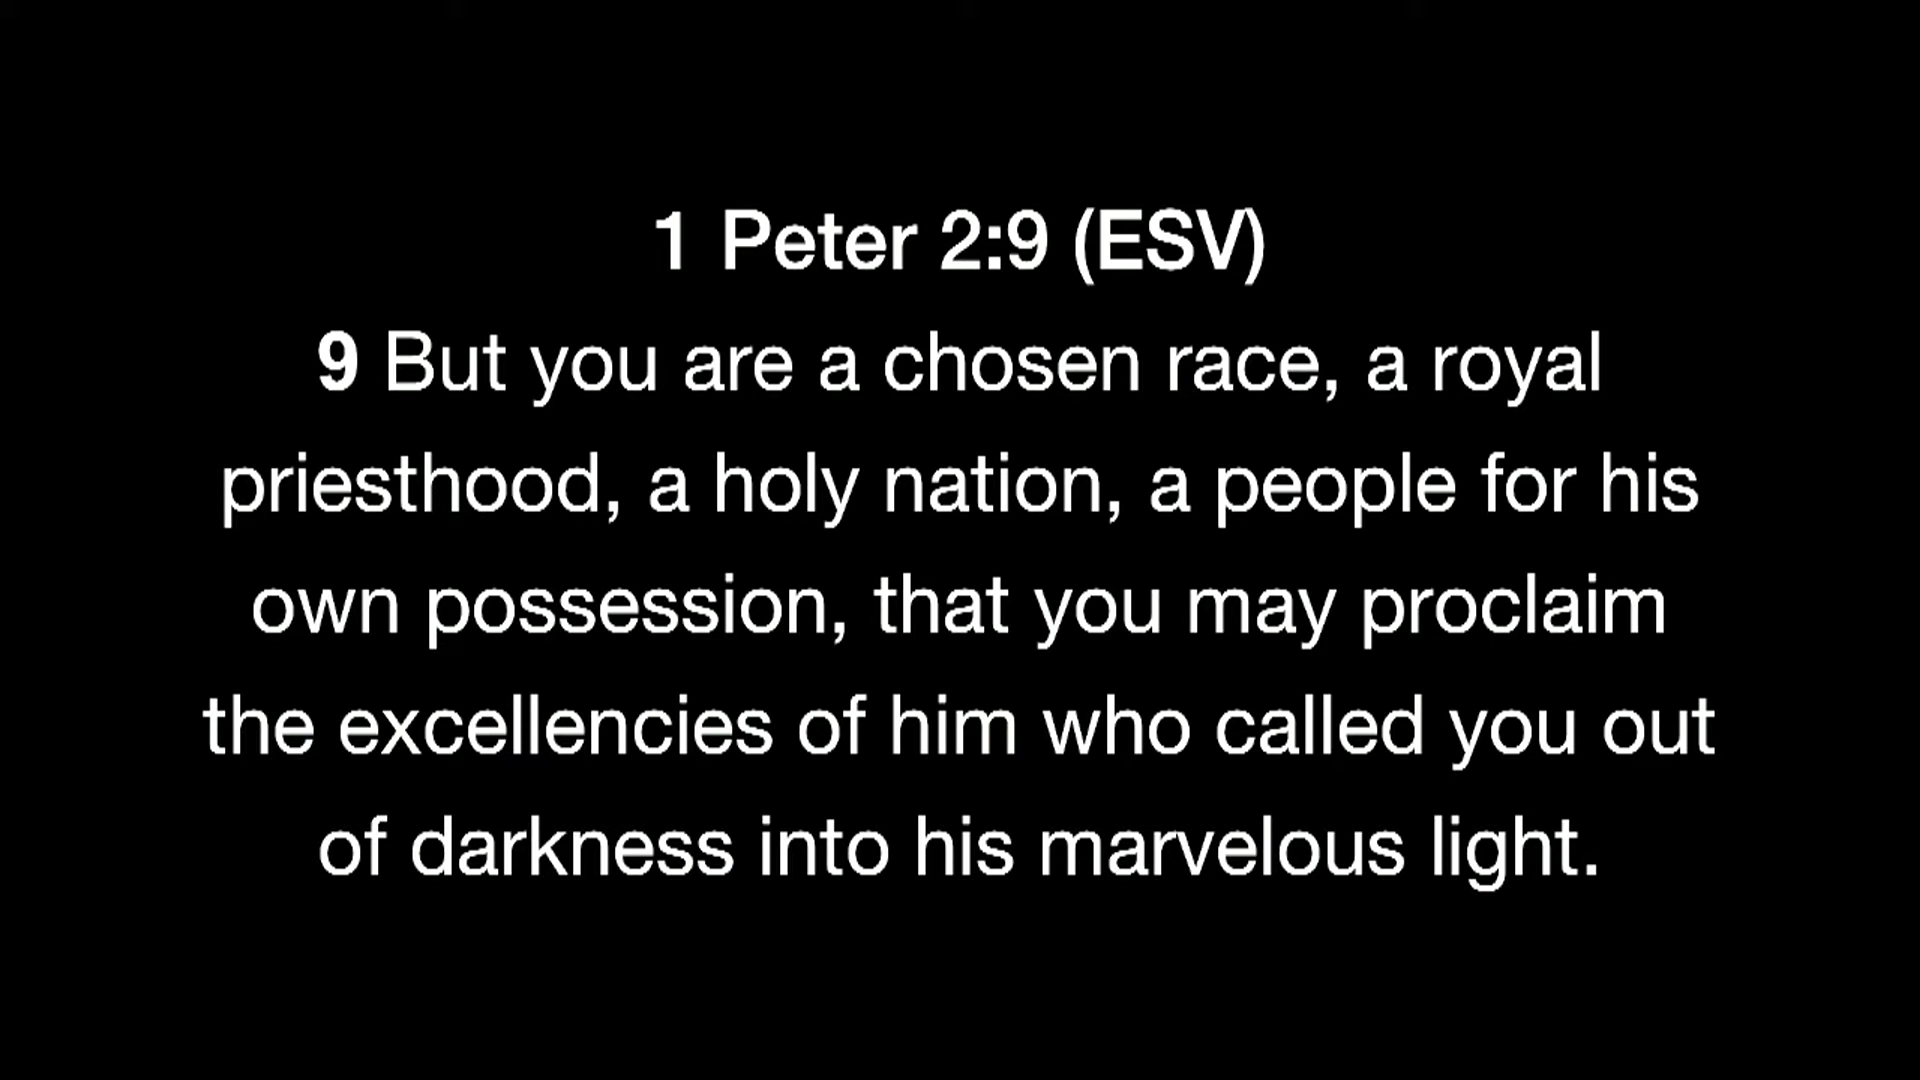 1 Peter 2:9 (ESV)
9 But you are a chosen race, a royal
priesthood, a holy nation, a people for his
own possession, that you may proclaim
the excellencies of him who called you out
of darkness into his marvelous light.